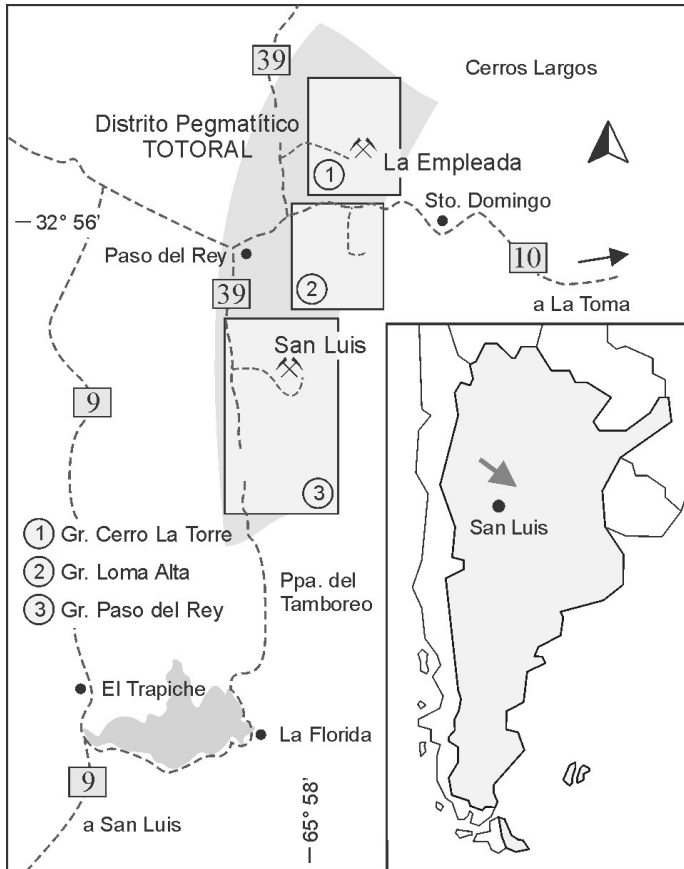 39
Cerros Largos
Distrito Pegmatítico
TOTORAL
1
La Empleada
Sto. Domingo
32° 56'
Paso del Rey
10
39
2
a La Toma
San Luis
9
3
San Luis
1 Gr. Cerro La Torre
2 Gr. Loma Alta
3 Gr. Paso del Rey
Ppa. del
Tamboreo
El Trapiche
La Florida
9
a San Luis
65° 58'